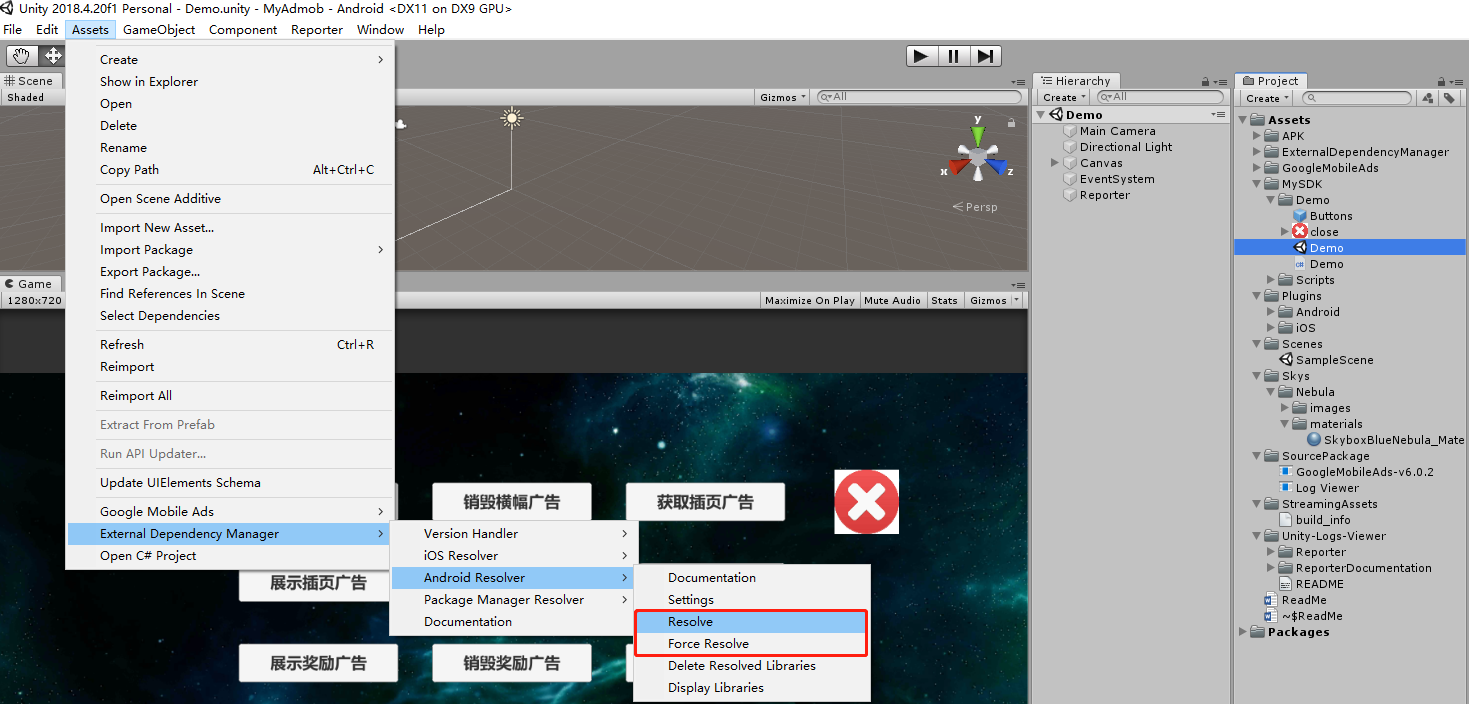 Unity 2018.4.20f1 Personal - Demo.unity - MyAdmob - Android <DX11 on DX9 GPU>
File Edit Assets GameObject Component Reporter Window Help
Scene
Shaded
Gizmos
All
Game
1280x720
Maximize On Play Mute Audio Stats Gizmos
Create
Show in Explorer
Open
Delete
Rename
Copy Path Alt+Ctrl+C
Open Scene Additive
Import New Asset...
Import Package
Export Package...
Find References In Scene
Select Dependencies
Refresh Ctrl+R
Reimport
Reimport All
Extract From Prefab
Run API Updater...
Update UIElements Schema
Google Mobile Ads
External Dependency Manager
Open C# Project
Version Handler
iOS Resolver
Android Resolver
Package Manager Resolver
Documentation
Documentation
Settings
Resolve
Force Resolve
Delete Resolved Libraries
Display Libraries
y
x z
Persp
销毁横幅广告 获取插页广告
展示插页广告
展示奖励广告 销毁奖励广告
Hierarchy
Create All
Demo
Main Camera
Directional Light
Canvas
EventSystem
Reporter
Project
Create
Assets
APK
ExternalDependencyManager
GoogleMobileAds
MySDK
Demo
Buttons
close
Demo
Demo
Scripts
Plugins
Android
iOS
Scenes
SampleScene
Skys
Nebula
images
materials
SkyboxBlueNebula_Mate
SourcePackage
GoogleMobileAds-v6.0.2
Log Viewer
StreamingAssets
build_info
Unity-Logs-Viewer
Reporter
ReporterDocumentation
README
ReadMe
~$ReadMe
Packages